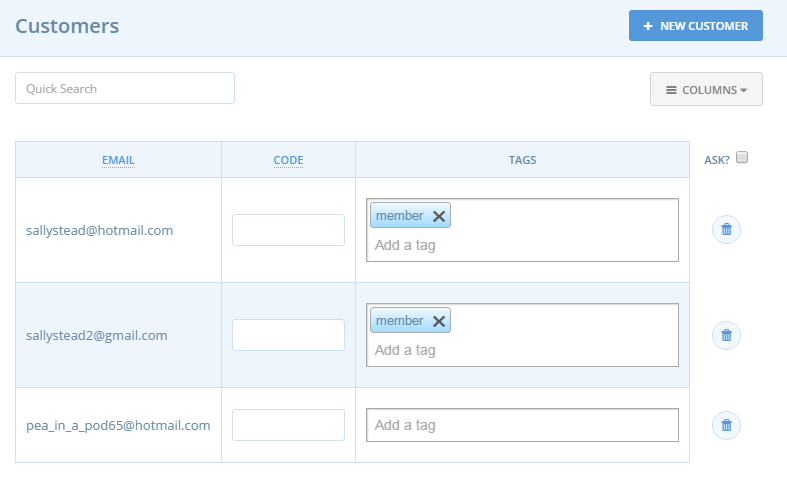 Customers
+ NEW CUSTOMER
Quick Search
COLUMNS
EMAIL CODE TAGS ASK?
member
sallystead@hotmail.com
Add a tag
member
sallystead2@gmail.com
Add a tag
pea_in_a_pod65@hotmail.com Add a tag